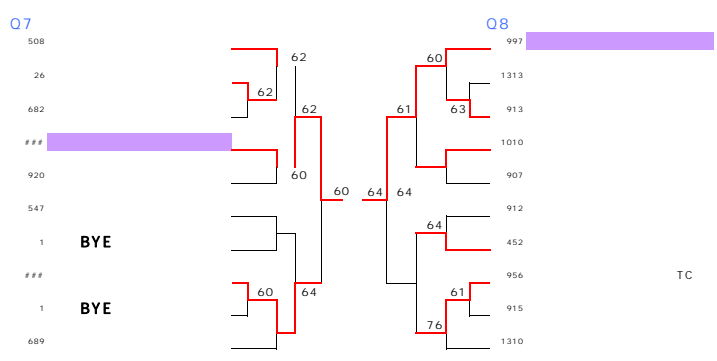 Q7 Q8
508 997
62
60
26 1313
62
682 62 61 63 913
### 1010
920 60 907
60 64 64
547 912
64
1 BYE 452
### 956 TC
60 64 61
1 BYE 915
76
689 1310